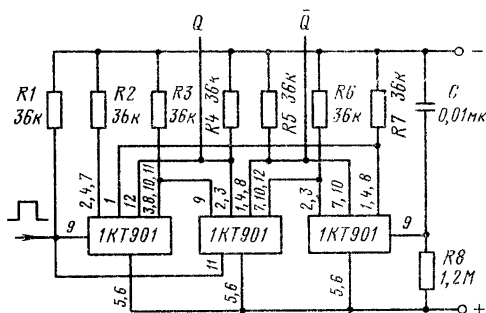 Q Q̄
−
R1 36к
R2 36к
R3 36к
R4 36к
R5 36к
R6 36к
R7 36к
C 0,01мк
2,4,7
1
12
3,8,10,11
9
2,3
1,4,8
7,10,12
2,3
7,10
1,4,8
9
1КТ901
1КТ901
1КТ901
9
11
5,6
5,6
5,6
R8 1,2М
+